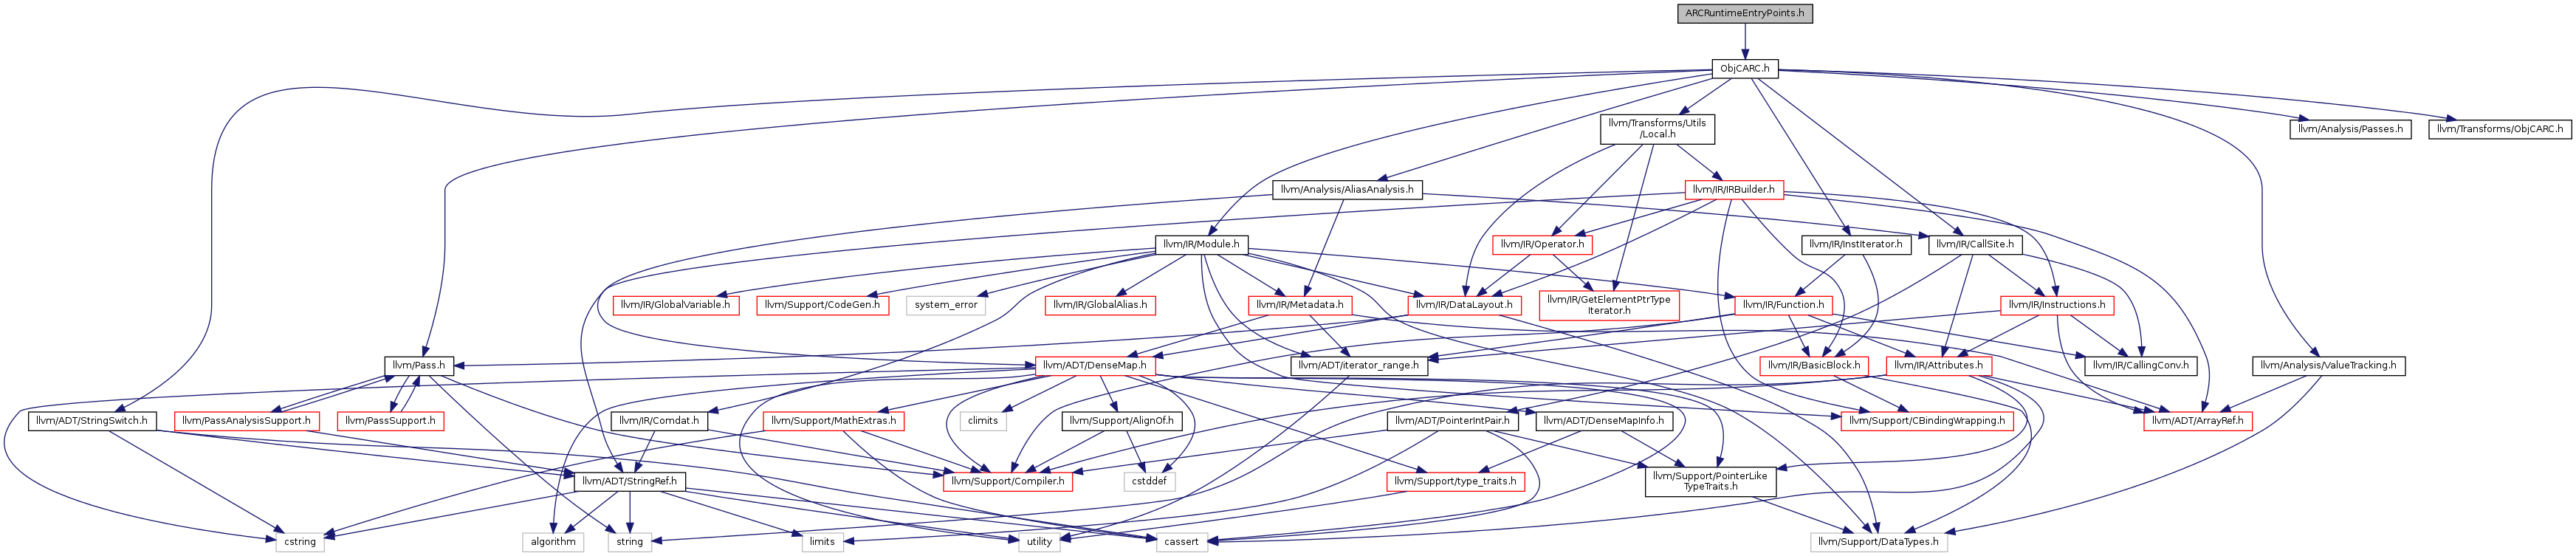 ARCRuntimeEntryPoints.h
ObjCARC.h
llvm/Transforms/Utils
/Local.h
llvm/Analysis/Passes.h
llvm/Transforms/ObjCARC.h
llvm/Analysis/AliasAnalysis.h
llvm/IR/IRBuilder.h
llvm/IR/Module.h
llvm/IR/Operator.h
llvm/IR/InstIterator.h
llvm/IR/CallSite.h
llvm/IR/GlobalVariable.h
llvm/Support/CodeGen.h
system_error
llvm/IR/GlobalAlias.h
llvm/IR/Metadata.h
llvm/IR/DataLayout.h
llvm/IR/GetElementPtrType
Iterator.h
llvm/IR/Function.h
llvm/IR/Instructions.h
llvm/Pass.h
llvm/ADT/DenseMap.h
llvm/ADT/iterator_range.h
llvm/IR/BasicBlock.h
llvm/IR/Attributes.h
llvm/IR/CallingConv.h
llvm/Analysis/ValueTracking.h
llvm/ADT/StringSwitch.h
llvm/PassAnalysisSupport.h
llvm/PassSupport.h
llvm/IR/Comdat.h
llvm/Support/MathExtras.h
climits
llvm/Support/AlignOf.h
llvm/ADT/PointerIntPair.h
llvm/ADT/DenseMapInfo.h
llvm/Support/CBindingWrapping.h
llvm/ADT/ArrayRef.h
llvm/ADT/StringRef.h
llvm/Support/Compiler.h
cstddef
llvm/Support/type_traits.h
llvm/Support/PointerLike
TypeTraits.h
cstring
algorithm
string
limits
utility
cassert
llvm/Support/DataTypes.h